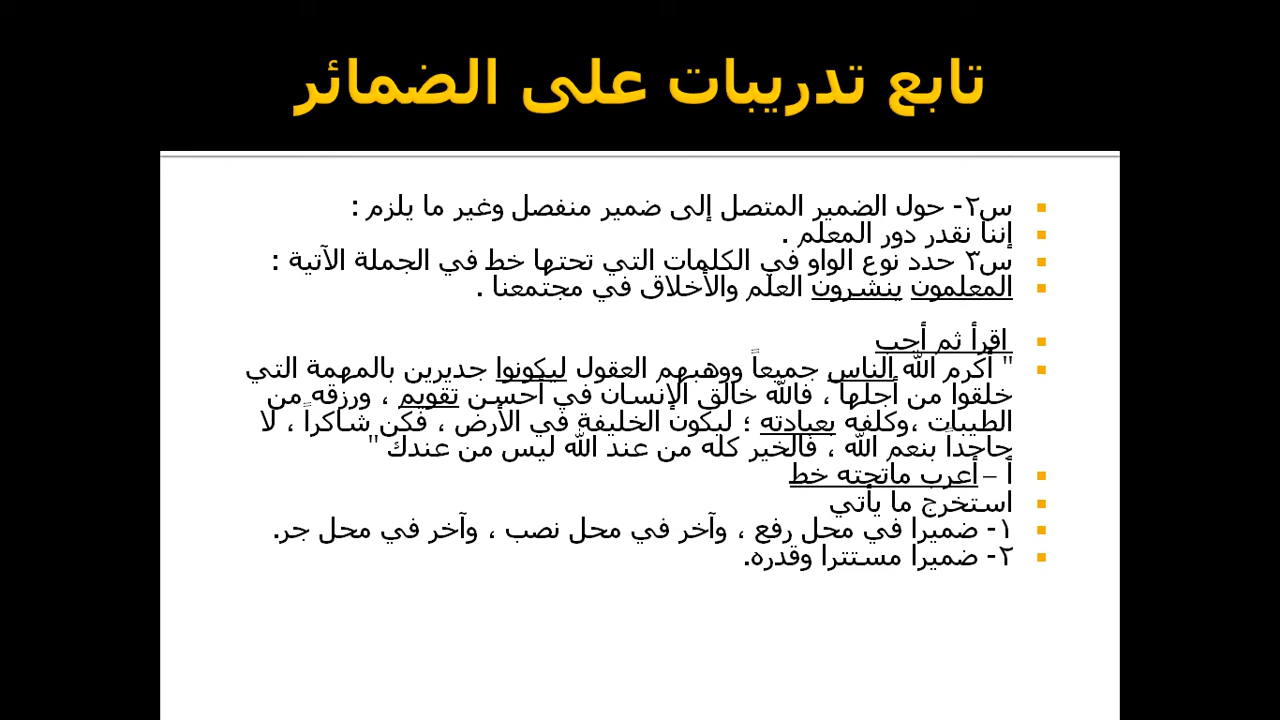 تابع تدريبات على الضمائر
س٢- حول الضمير المتصل إلى ضمير منفصل وغير ما يلزم :
إننا نقدر دور المعلم .
س٣ حدد نوع الواو في الكلمات التي تحتها خط في الجملة الآتية :
المعلمون ينشرون العلم والأخلاق في مجتمعنا .
اقرأ ثم أجب
" أكرم الله الناس جميعاً ووهبهم العقول ليكونوا جديرين بالمهمة التي
خلقوا من أجلها ، فالله خالق الإنسان في أحسن تقويم ، ورزقه من
الطيبات ،وكلفه بعبادته ؛ ليكون الخليفة في الأرض ، فكن شاكراً ، لا
جاحداً بنعم الله ، فالخير كله من عند الله ليس من عندك "
أ – أعرب ماتحته خط
استخرج ما يأتي
١- ضميرا في محل رفع ، وآخر في محل نصب ، وآخر في محل جر.
٢- ضميرا مستترا وقدره.